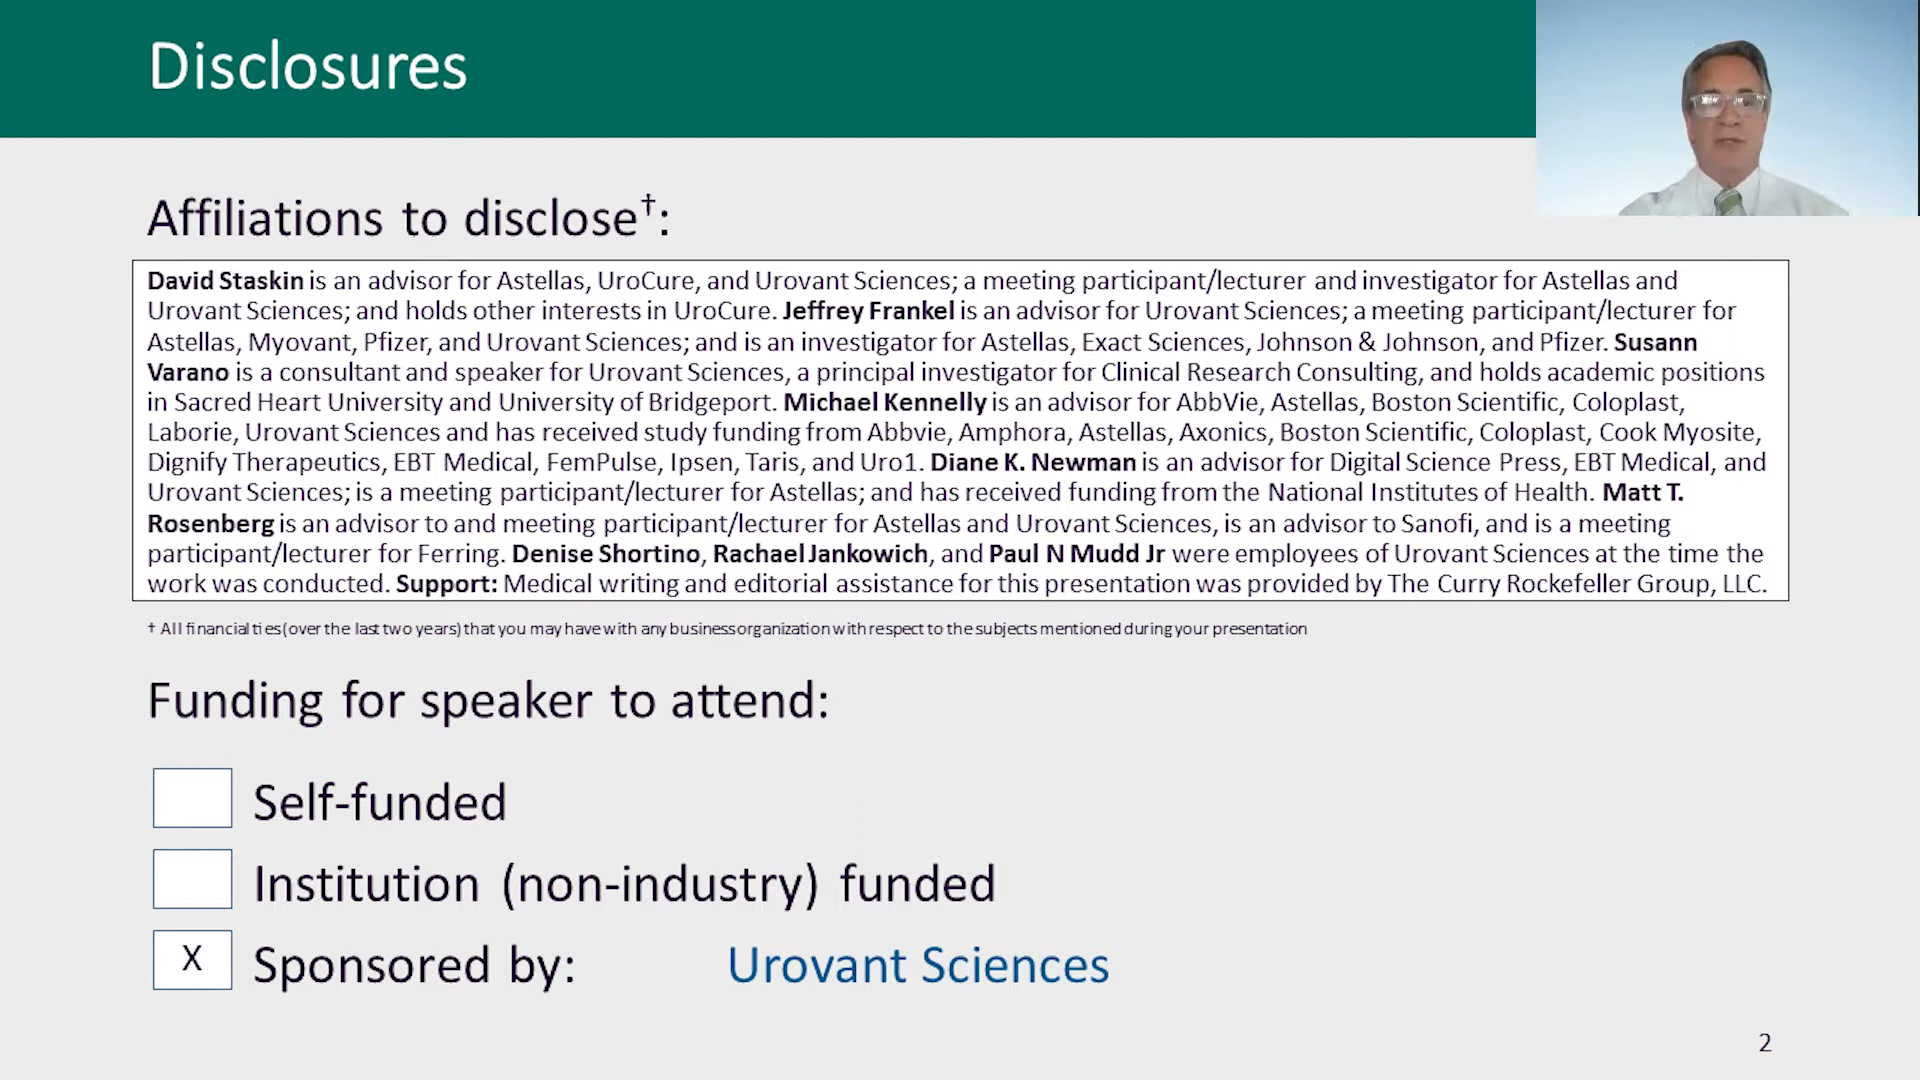 Disclosures
Affiliations to disclose†:
David Staskin is an advisor for Astellas, UroCure, and Urovant Sciences; a meeting participant/lecturer and investigator for Astellas and
Urovant Sciences; and holds other interests in UroCure. Jeffrey Frankel is an advisor for Urovant Sciences; a meeting participant/lecturer for
Astellas, Myovant, Pfizer, and Urovant Sciences; and is an investigator for Astellas, Exact Sciences, Johnson & Johnson, and Pfizer. Susann
Varano is a consultant and speaker for Urovant Sciences, a principal investigator for Clinical Research Consulting, and holds academic positions
in Sacred Heart University and University of Bridgeport. Michael Kennelly is an advisor for AbbVie, Astellas, Boston Scientific, Coloplast,
Laborie, Urovant Sciences and has received study funding from Abbvie, Amphora, Astellas, Axonics, Boston Scientific, Coloplast, Cook Myosite,
Dignify Therapeutics, EBT Medical, FemPulse, Ipsen, Taris, and Uro1. Diane K. Newman is an advisor for Digital Science Press, EBT Medical, and
Urovant Sciences; is a meeting participant/lecturer for Astellas; and has received funding from the National Institutes of Health. Matt T.
Rosenberg is an advisor to and meeting participant/lecturer for Astellas and Urovant Sciences, is an advisor to Sanofi, and is a meeting
participant/lecturer for Ferring. Denise Shortino, Rachael Jankowich, and Paul N Mudd Jr were employees of Urovant Sciences at the time the
work was conducted. Support: Medical writing and editorial assistance for this presentation was provided by The Curry Rockefeller Group, LLC.
† All financial ties (over the last two years) that you may have with any business organization with respect to the subjects mentioned during your presentation
Funding for speaker to attend:
Self-funded
Institution (non-industry) funded
X Sponsored by: Urovant Sciences
2